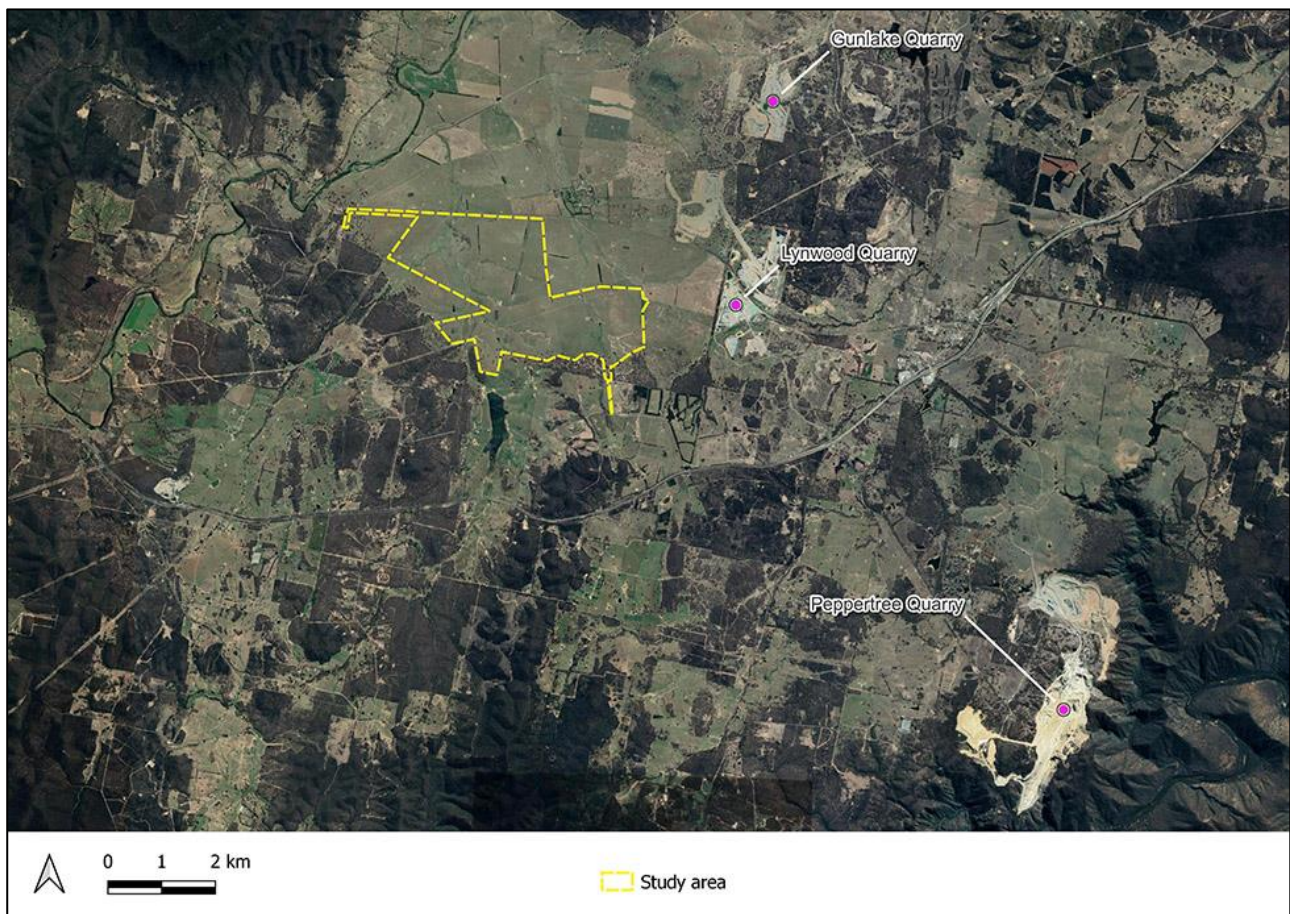 Gunlake Quarry
Lynwood Quarry
Peppertree Quarry
0 1 2 km
Study area